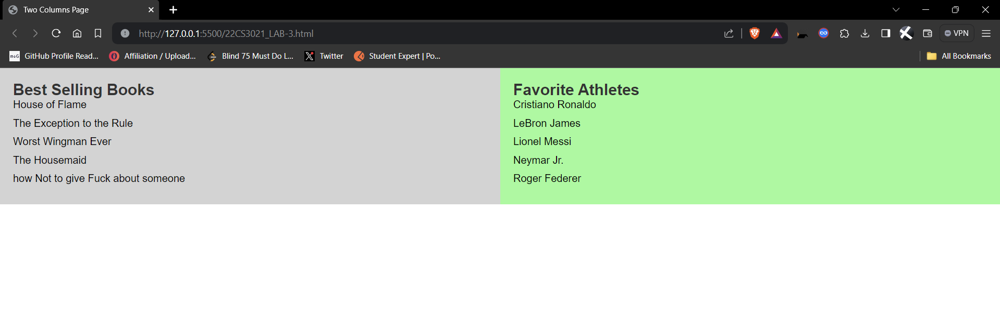 Two Columns Page
http://127.0.0.1:5500/22CS3021_LAB-3.html
VPN
m↓G GitHub Profile Read... Affiliation / Upload... Blind 75 Must Do L... X Twitter Student Expert | Po... All Bookmarks
Best Selling Books
House of Flame
The Exception to the Rule
Worst Wingman Ever
The Housemaid
how Not to give Fuck about someone
Favorite Athletes
Cristiano Ronaldo
LeBron James
Lionel Messi
Neymar Jr.
Roger Federer